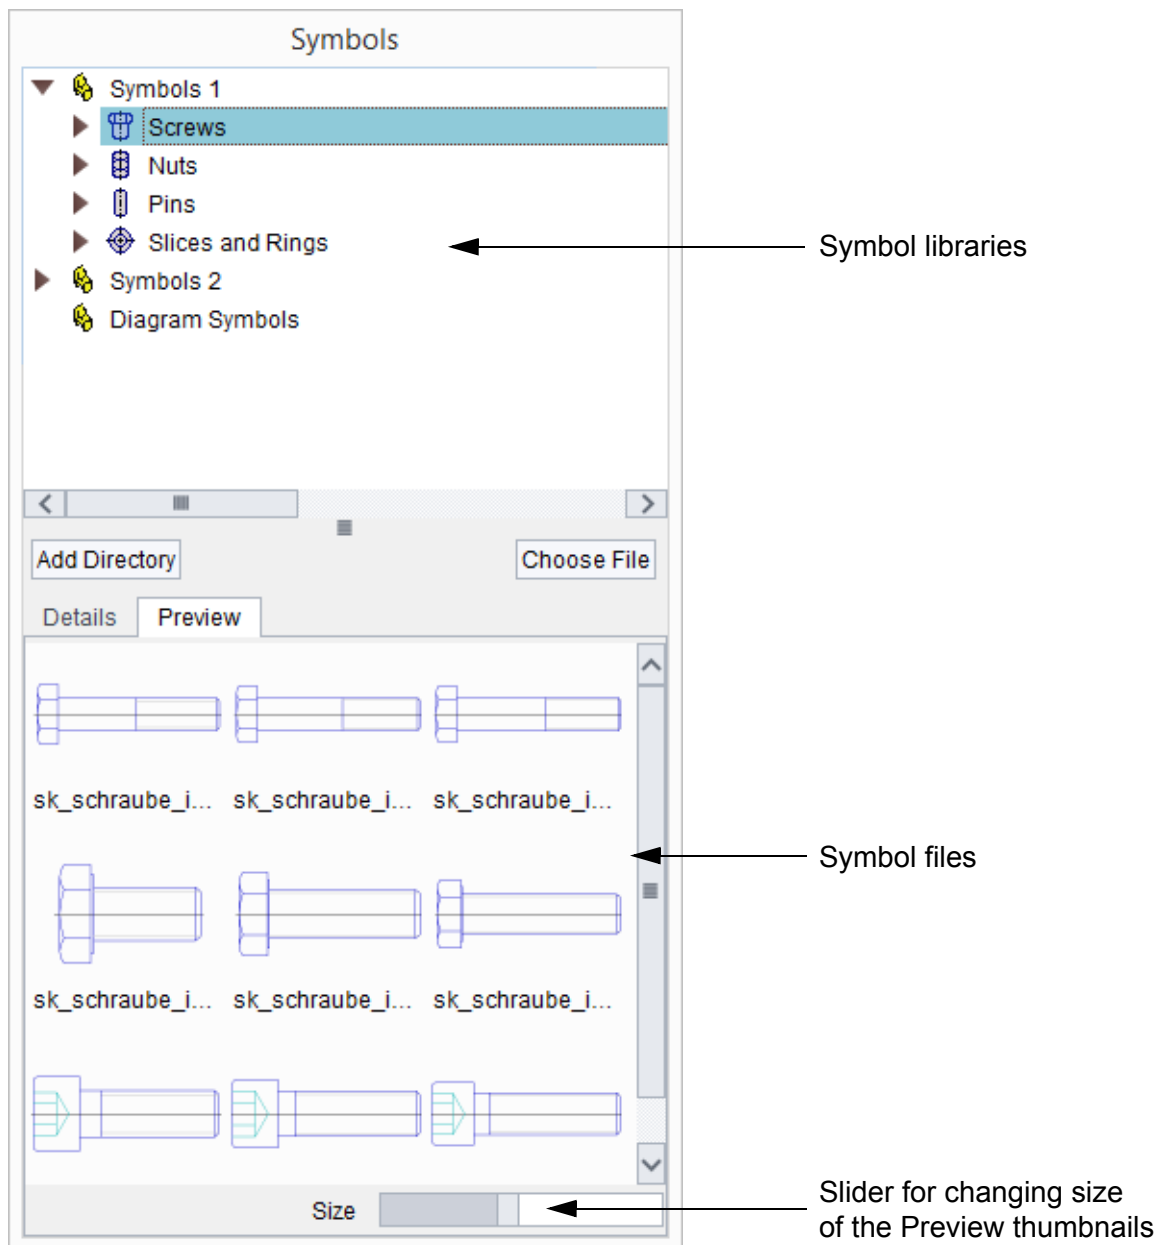 Symbols
Symbols 1
Screws
Nuts
Pins
Slices and Rings
Symbol libraries
Symbols 2
Diagram Symbols
Add Directory
Choose File
Details
Preview
sk_schraube_i...
sk_schraube_i...
sk_schraube_i...
Symbol files
sk_schraube_i...
sk_schraube_i...
sk_schraube_i...
Size
Slider for changing size
of the Preview thumbnails